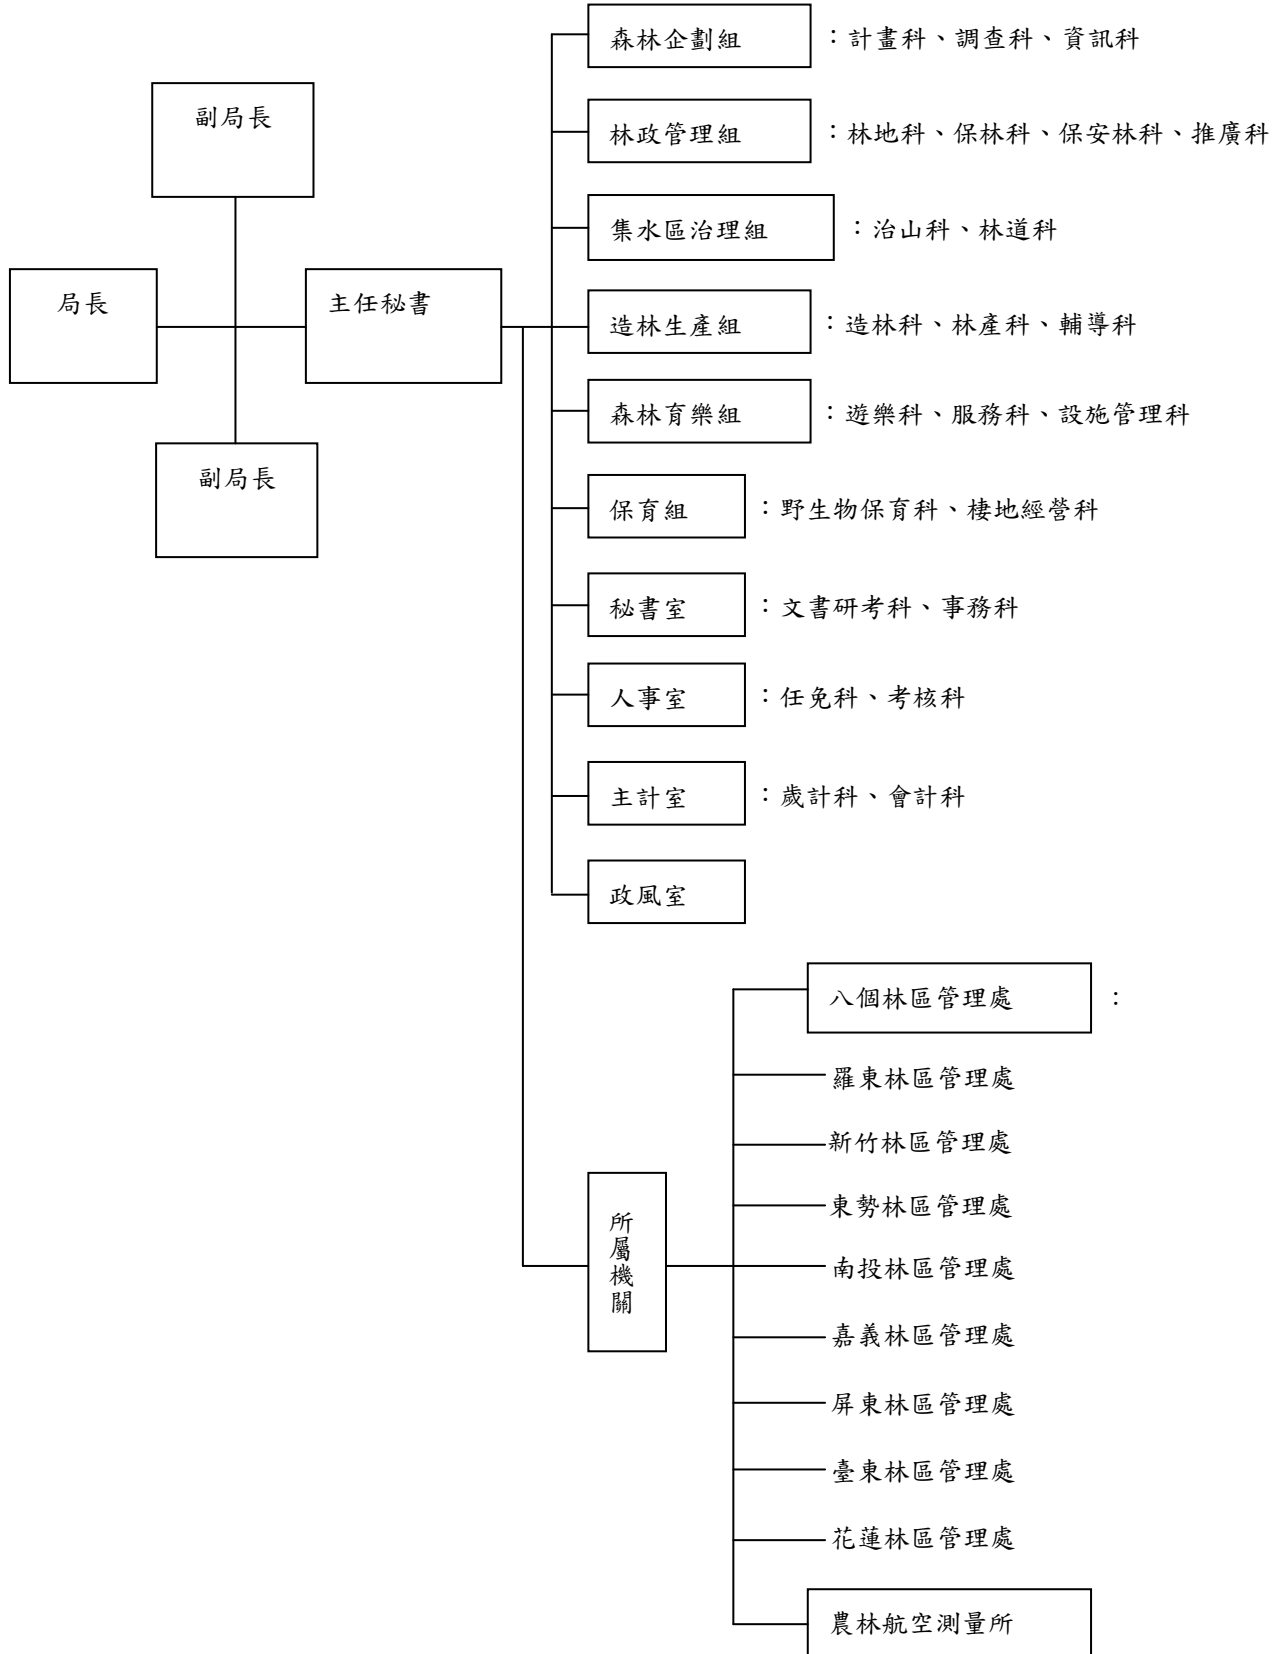 森林企劃組 ：計畫科、調查科、資訊科
副局長
林政管理組 ：林地科、保林科、保安林科、推廣科
集水區治理組 ：治山科、林道科
局長
主任秘書
造林生產組 ：造林科、林產科、輔導科
森林育樂組 ：遊樂科、服務科、設施管理科
副局長
保育組 ：野生物保育科、棲地經營科
秘書室 ：文書研考科、事務科
人事室 ：任免科、考核科
主計室 ：歲計科、會計科
政風室
所屬機關
八個林區管理處 ：
羅東林區管理處
新竹林區管理處
東勢林區管理處
南投林區管理處
嘉義林區管理處
屏東林區管理處
臺東林區管理處
花蓮林區管理處
農林航空測量所